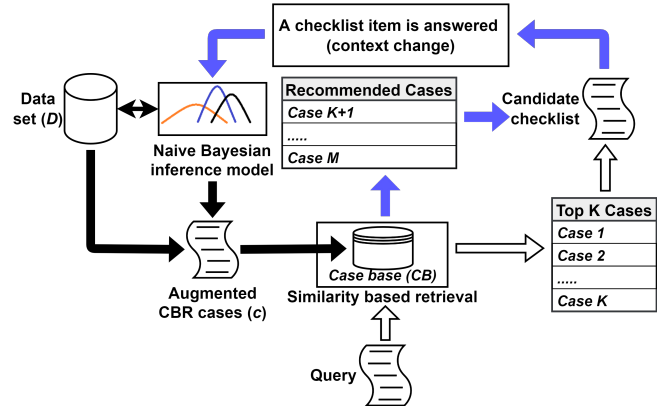 A checklist item is answered
(context change)
Data
set (D)
Naive Bayesian
inference model
Recommended Cases
Case K+1
.....
Case M
Candidate
checklist
Top K Cases
Case 1
Case 2
.....
Case K
Augmented
CBR cases (c)
Case base (CB)
Similarity based retrieval
Query